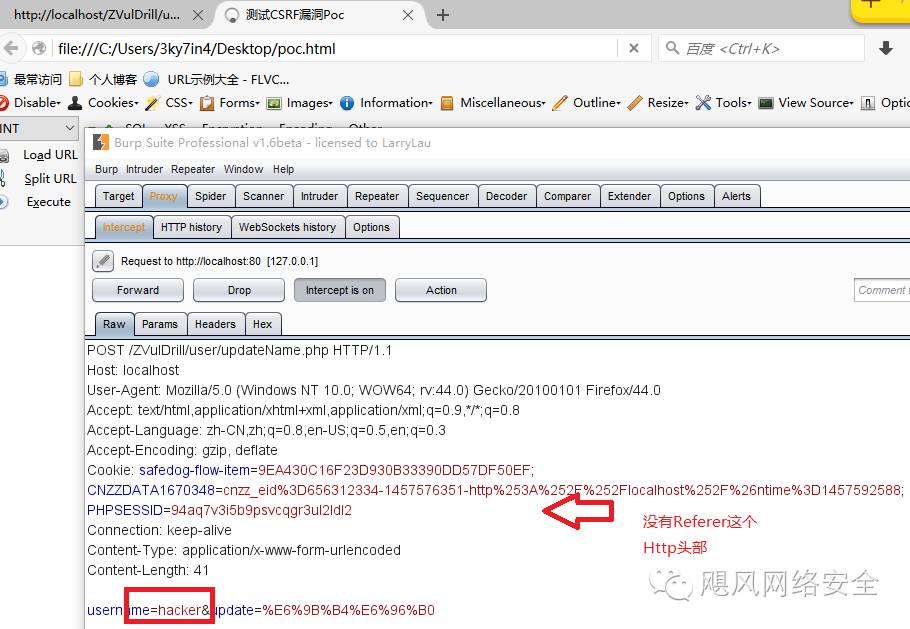 http://localhost/ZVulDrill/u...
测试CSRF漏洞Poc
file:///C:/Users/3ky7in4/Desktop/poc.html
百度 <Ctrl+K>
最常访问 个人博客 URL示例大全 - FLVC...
Disable Cookies CSS Forms Images Information Miscellaneous Outline Resize Tools View Source Optio
INT SQL XSS Encryption Encoding Other
Load URL
Split URL
Execute
Burp Suite Professional v1.6beta - licensed to LarryLau
Burp Intruder Repeater Window Help
Target Proxy Spider Scanner Intruder Repeater Sequencer Decoder Comparer Extender Options Alerts
Intercept HTTP history WebSockets history Options
Request to http://localhost:80 [127.0.0.1]
Forward Drop Intercept is on Action Comment t
Raw Params Headers Hex
POST /ZVulDrill/user/updateName.php HTTP/1.1
Host: localhost
User-Agent: Mozilla/5.0 (Windows NT 10.0; WOW64; rv:44.0) Gecko/20100101 Firefox/44.0
Accept: text/html,application/xhtml+xml,application/xml;q=0.9,*/*;q=0.8
Accept-Language: zh-CN,zh;q=0.8,en-US;q=0.5,en;q=0.3
Accept-Encoding: gzip, deflate
Cookie: safedog-flow-item=9EA430C16F23D930B33390DD57DF50EF;
CNZZDATA1670348=cnzz_eid%3D656312334-1457576351-http%253A%252F%252Flocalhost%252F%26ntime%3D1457592588;
PHPSESSID=94aq7v3i5b9psvcqgr3ul2ldl2
Connection: keep-alive
Content-Type: application/x-www-form-urlencoded
Content-Length: 41
username=hacker&update=%E6%9B%B4%E6%96%B0
没有Referer这个
Http头部
飓风网络安全